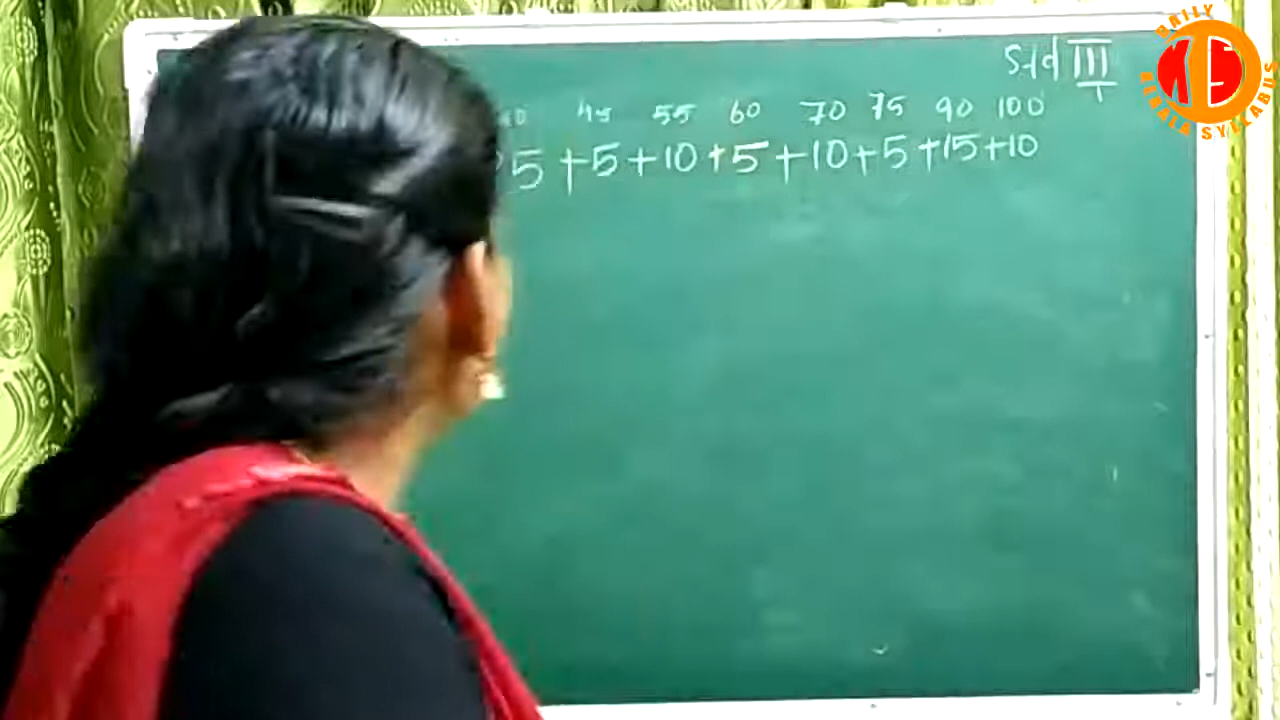 Std III
T
45 55 60 70 75 90 100
5 + 5 + 10 + 5 + 10 + 5 + 15 + 10
DAILY
KERALA SYLLABUS